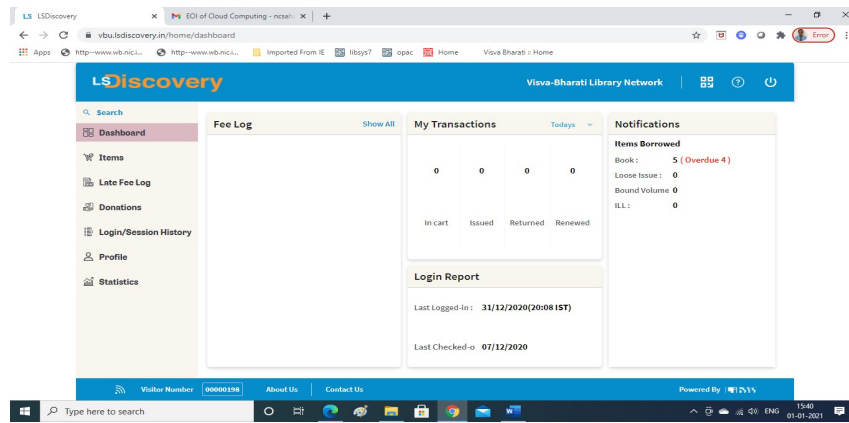 LS LSDiscovery
EOI of Cloud Computing - ncsah
vbu.lsdiscovery.in/home/dashboard
Error
Apps
http--www.wb.nic.i...
http--www.wb.nic.i...
Imported From IE
libsys7
opac
Home
Visva Bharati :: Home
LSDiscovery
Visva-Bharati Library Network
Search
Dashboard
Items
Late Fee Log
Donations
Login/Session History
Profile
Statistics
Fee Log
Show All
My Transactions
Todays
0 0 0 0
In cart Issued Returned Renewed
Login Report
Last Logged-in : 31/12/2020(20:08 IST)
Last Checked-o 07/12/2020
Notifications
Items Borrowed
Book : 5 ( Overdue 4 )
Loose Issue : 0
Bound Volume 0
ILL : 0
Visitor Number 00000198
About Us
Contact Us
Powered By
Type here to search
ENG
15:40
01-01-2021